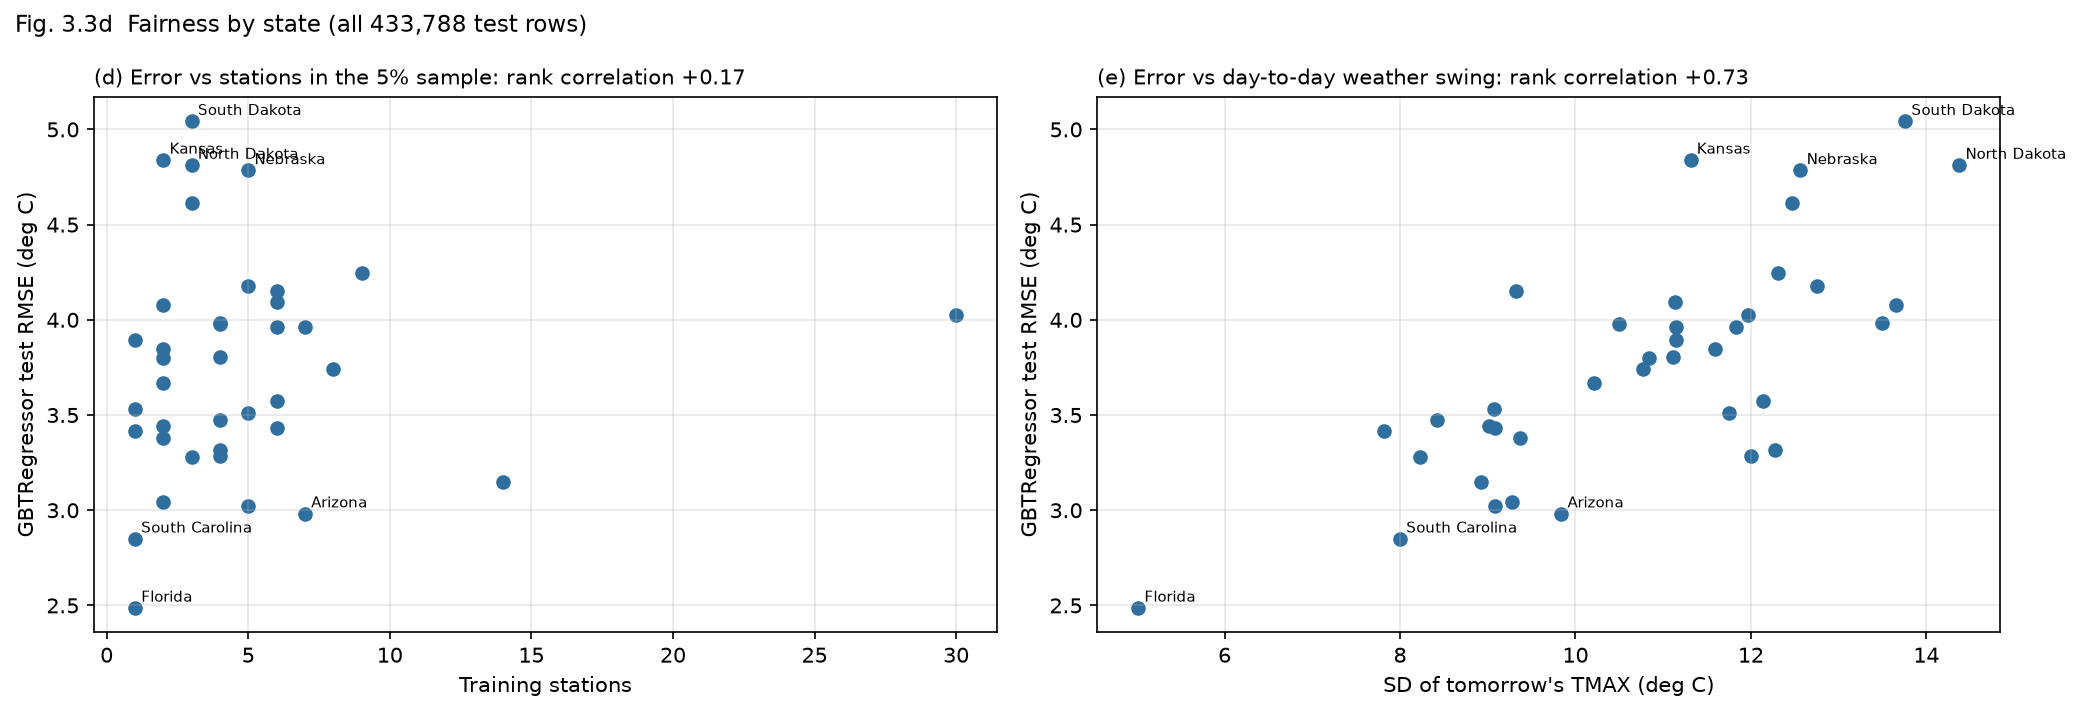 Fig. 3.3d  Fairness by state (all 433,788 test rows)
(d) Error vs stations in the 5% sample: rank correlation +0.17
GBTRegressor test RMSE (deg C)
5.0
4.5
4.0
3.5
3.0
2.5
South Dakota
Kansas
North Dakota
Nebraska
Arizona
South Carolina
Florida
0 5 10 15 20 25 30
Training stations
(e) Error vs day-to-day weather swing: rank correlation +0.73
GBTRegressor test RMSE (deg C)
5.0
4.5
4.0
3.5
3.0
2.5
South Dakota
Kansas
Nebraska
North Dakota
Arizona
South Carolina
Florida
6 8 10 12 14
SD of tomorrow's TMAX (deg C)